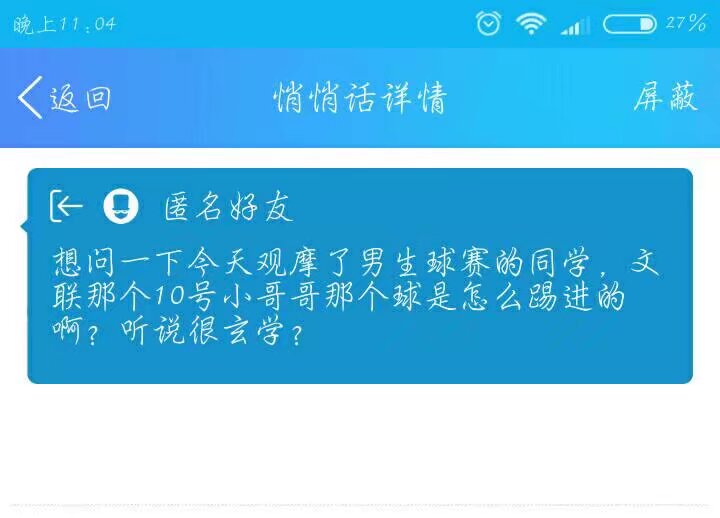 晚上11:04
27%
返回 悄悄话详情 屏蔽
匿名好友
想问一下今天观摩了男生球赛的同学，文
联那个10号小哥哥那个球是怎么踢进的
啊？听说很玄学？